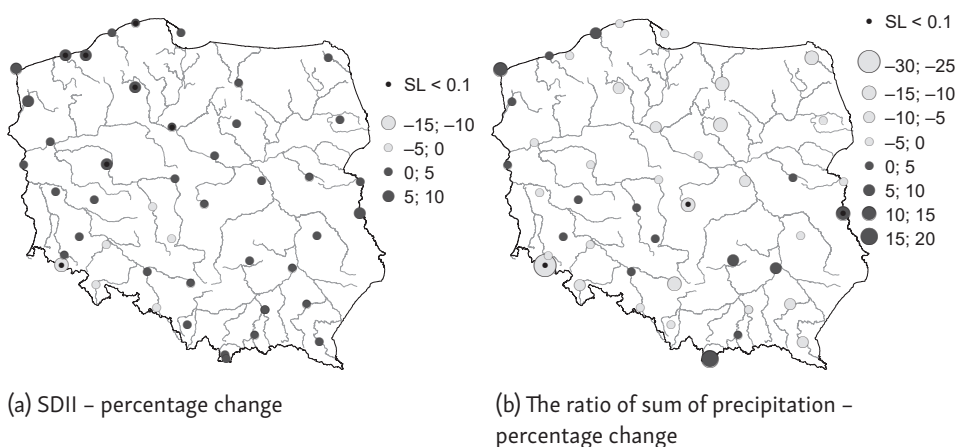 SL < 0.1
–15; –10
–5; 0
0; 5
5; 10
(a) SDII – percentage change
SL < 0.1
–30; –25
–15; –10
–10; –5
–5; 0
0; 5
5; 10
10; 15
15; 20
(b) The ratio of sum of precipitation –
percentage change